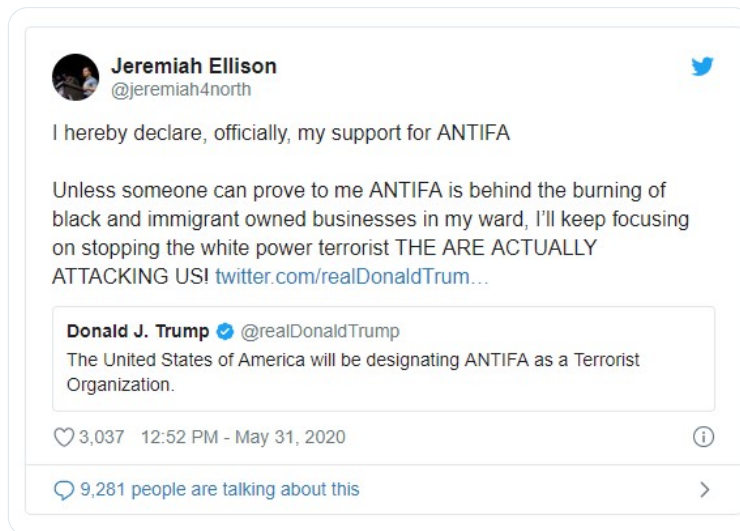 Jeremiah Ellison
@jeremiah4north
I hereby declare, officially, my support for ANTIFA
Unless someone can prove to me ANTIFA is behind the burning of
black and immigrant owned businesses in my ward, I'll keep focusing
on stopping the white power terrorist THE ARE ACTUALLY
ATTACKING US! twitter.com/realDonaldTrum…
Donald J. Trump @realDonaldTrump
The United States of America will be designating ANTIFA as a Terrorist
Organization.
3,037 12:52 PM - May 31, 2020
9,281 people are talking about this